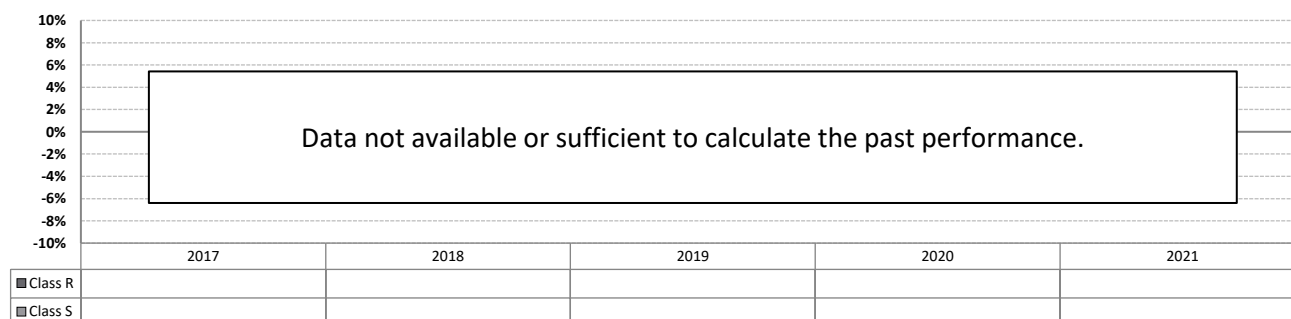 10%
8%
6%
4%
2%
0%
-2%
-4%
-6%
-8%
-10%
Data not available or sufficient to calculate the past performance.
2017 2018 2019 2020 2021
Class R
Class S